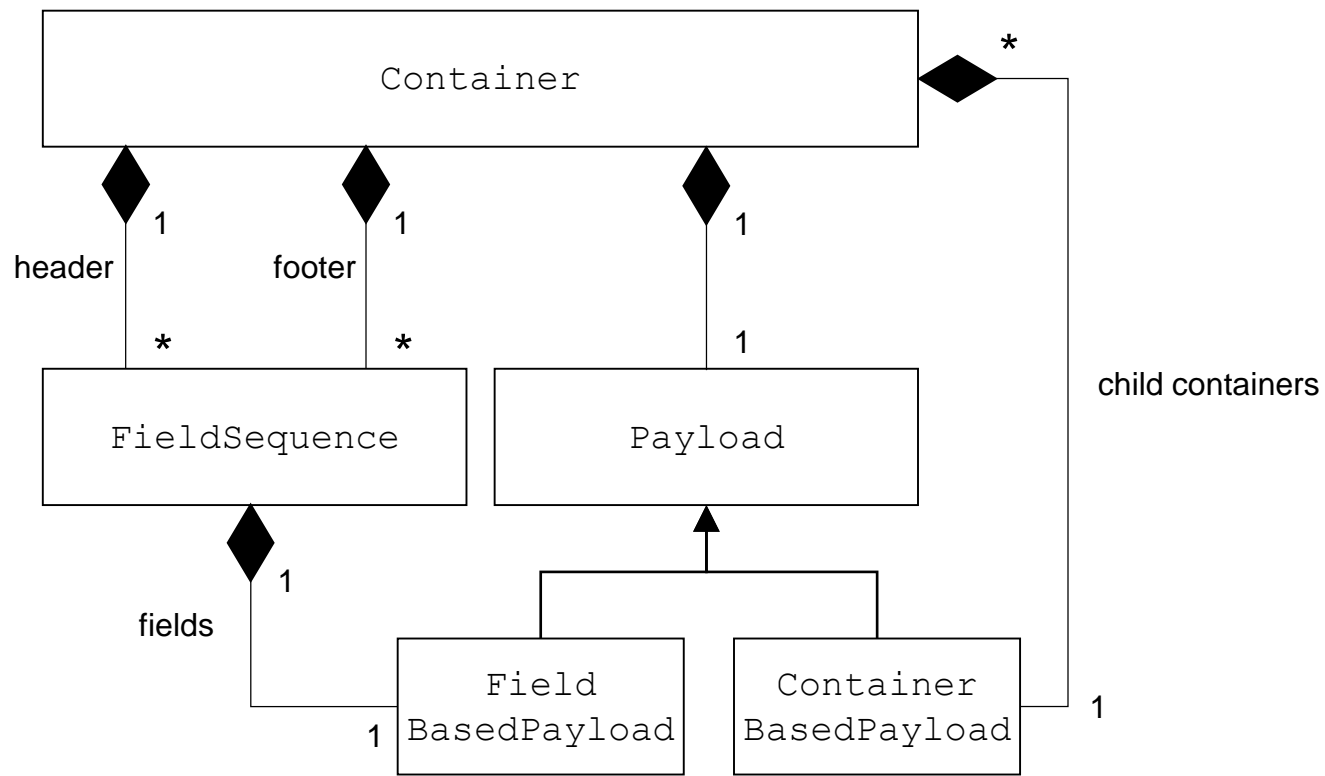 Container
*
1
1
1
header
footer
*
*
1
child containers
FieldSequence
Payload
1
fields
Field
BasedPayload
Container
BasedPayload
1
1